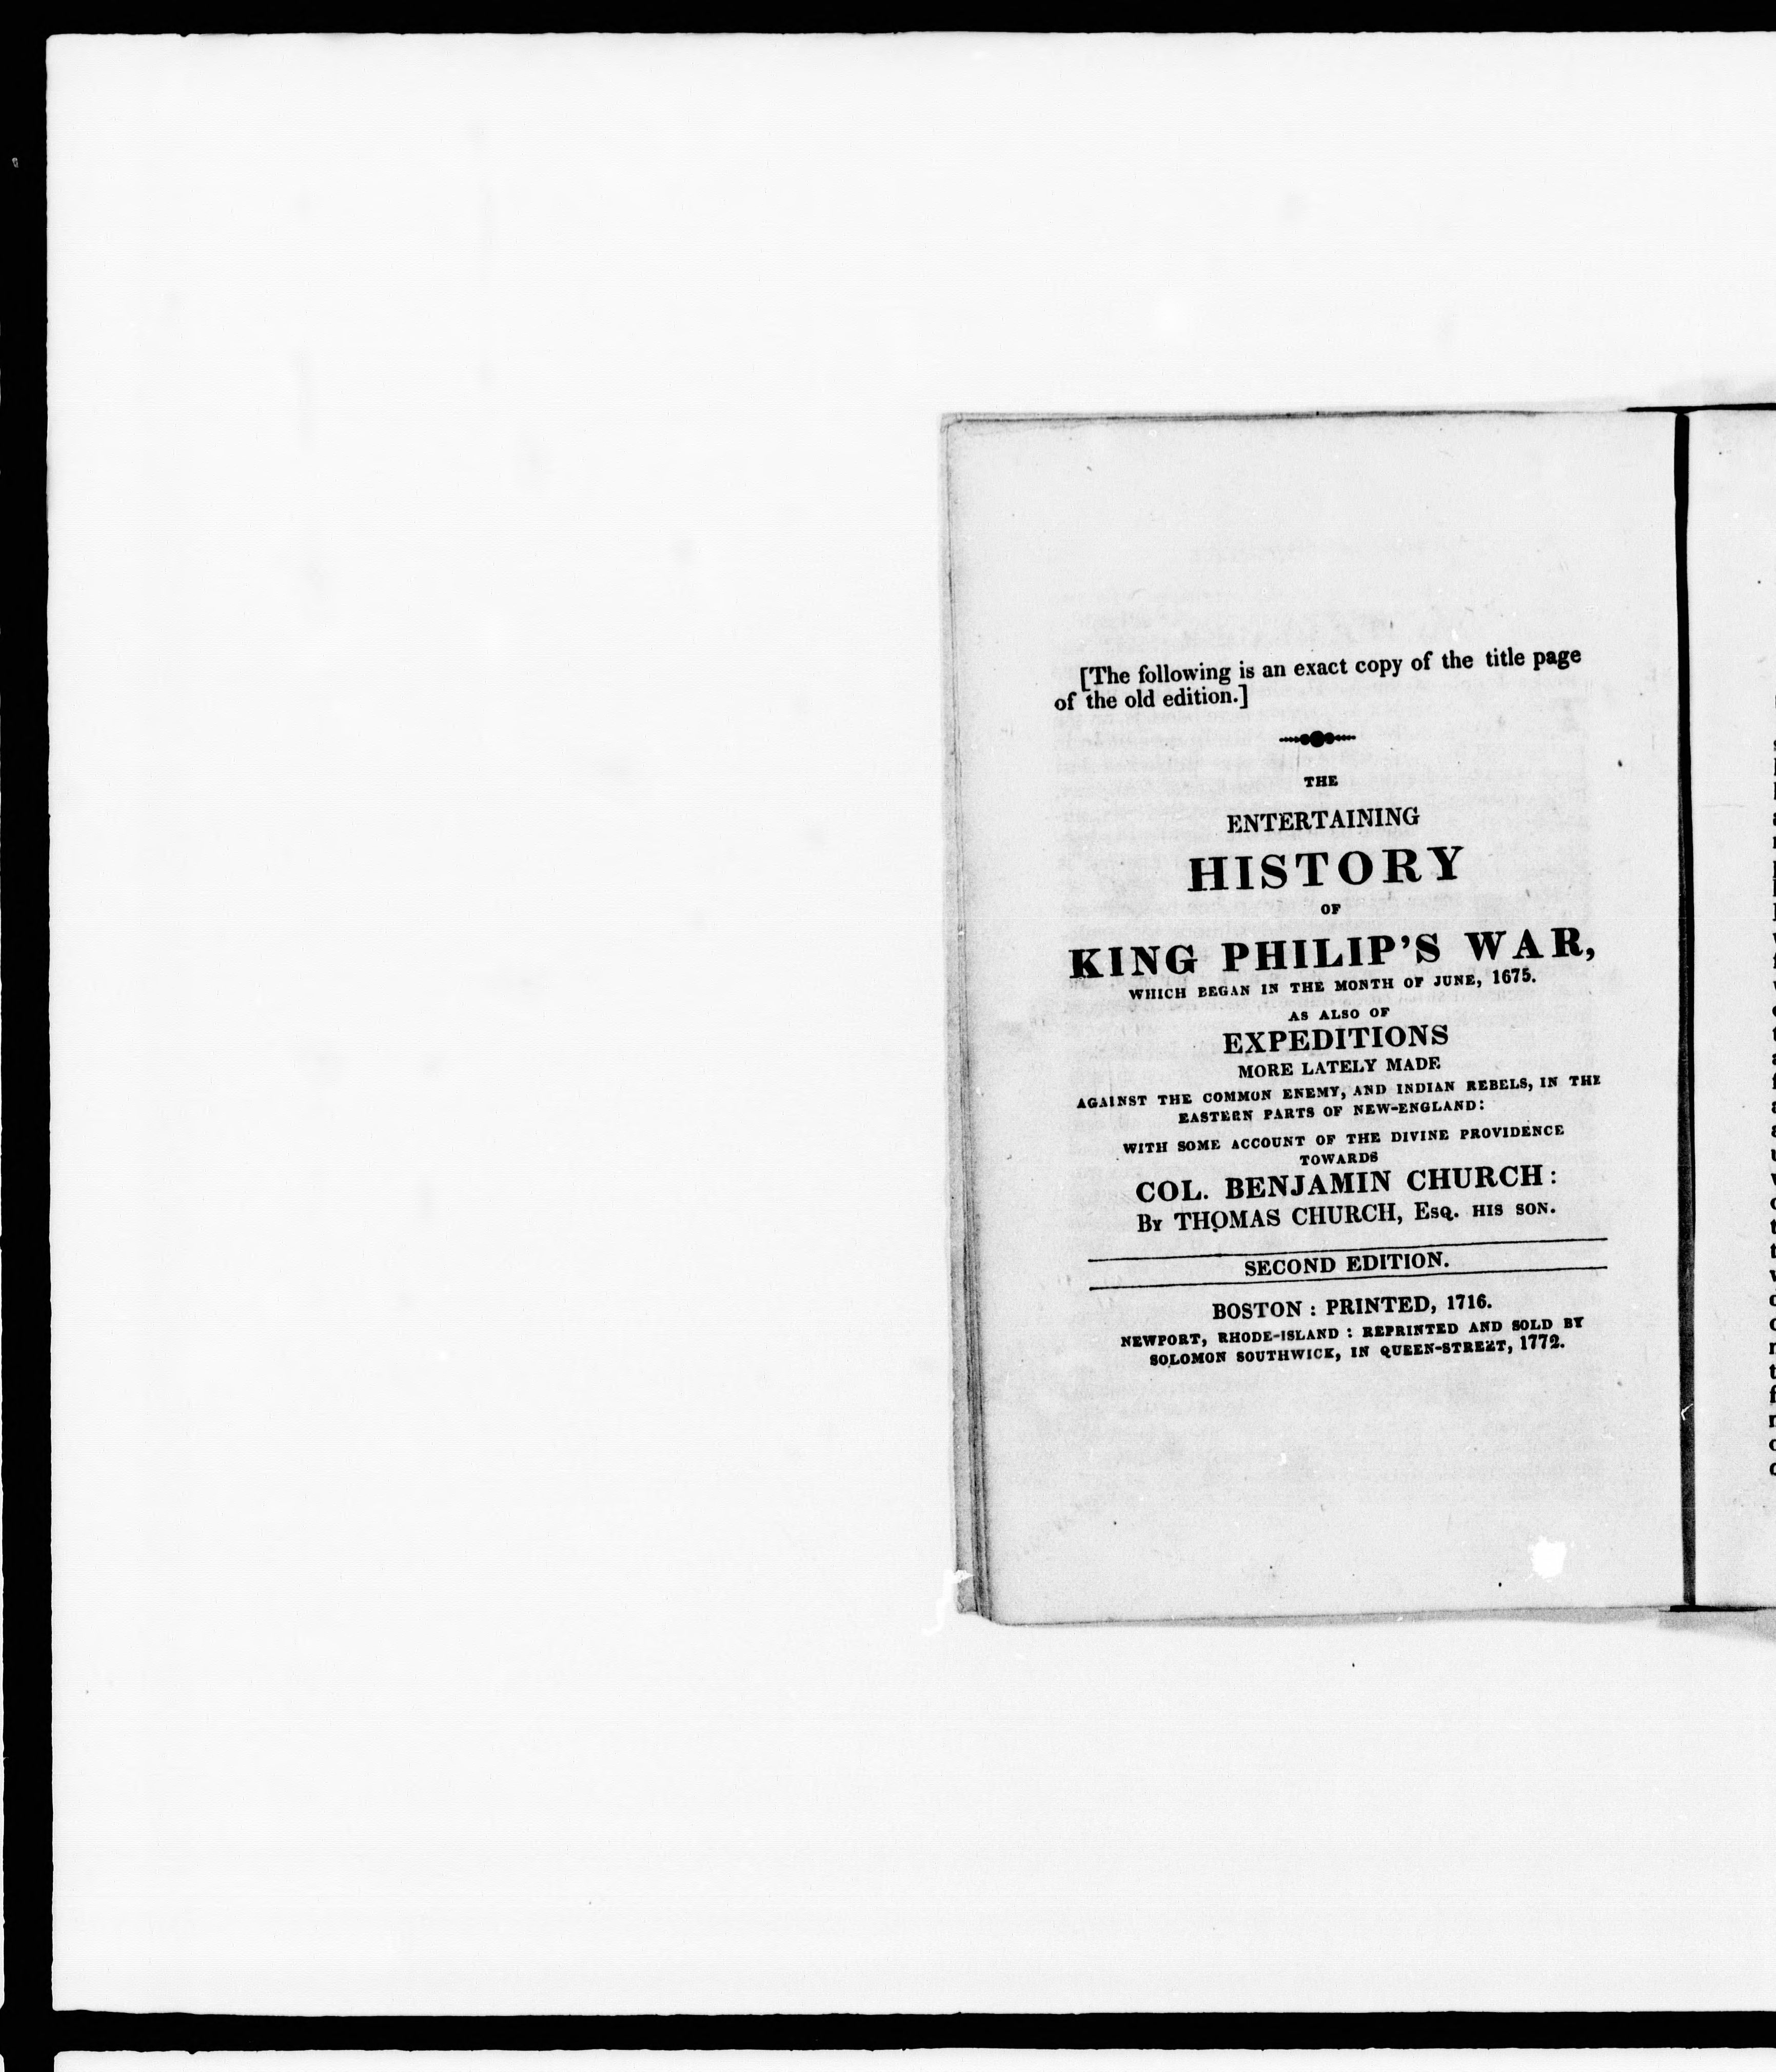 [The following is an exact copy of the title page
of the old edition.]
THE
ENTERTAINING
HISTORY
OF
KING PHILIP'S WAR,
WHICH BEGAN IN THE MONTH OF JUNE, 1675.
AS ALSO OF
EXPEDITIONS
MORE LATELY MADE
AGAINST THE COMMON ENEMY, AND INDIAN REBELS, IN THE
EASTERN PARTS OF NEW-ENGLAND:
WITH SOME ACCOUNT OF THE DIVINE PROVIDENCE
TOWARDS
COL. BENJAMIN CHURCH:
By THOMAS CHURCH, Esq. HIS SON.
SECOND EDITION.
BOSTON: PRINTED, 1716.
NEWPORT, RHODE-ISLAND: REPRINTED AND SOLD BY
SOLOMON SOUTHWICK, IN QUEEN-STREET, 1772.